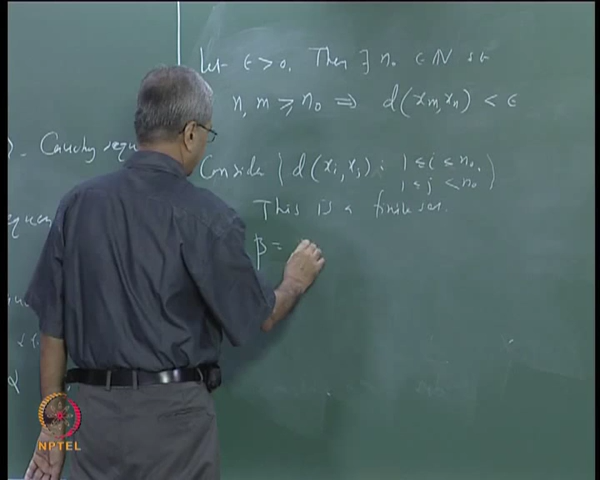 Let ϵ > 0. Then ∃ n₀ ∈ ℕ s.t
n, m ≥ n₀ ⟹ d(xₘ, xₙ) < ϵ
Cauchy sequ
Consider { d(xᵢ, xⱼ) : 1 ≤ i ≤ n₀,
1 ≤ j < n₀ }
This is a finite set.
β =
α
NPTEL